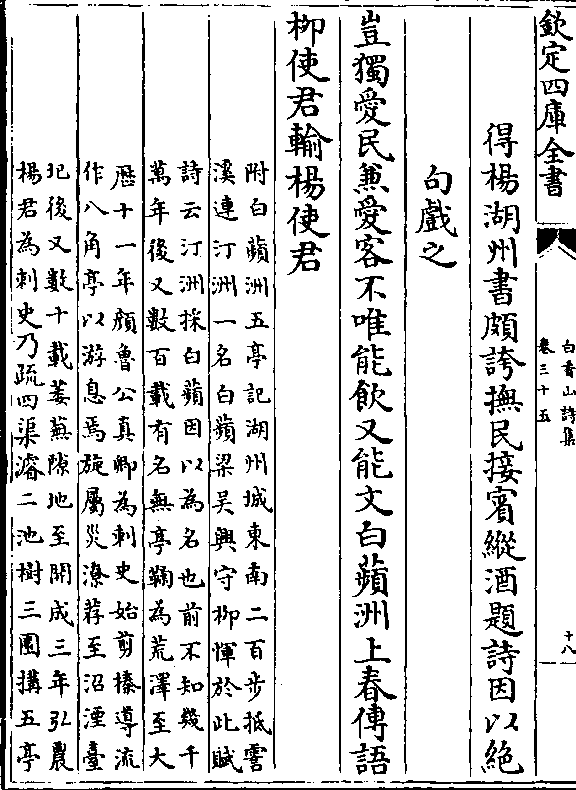 欽定四庫全書
白香山詩集
卷三十五
十八
得楊湖州書頗誇撫民接賓縱酒題詩因以絶
句戲之
豈獨愛民兼愛客不唯能飲又能文白蘋洲上春傳語
栁使君輸楊使君
附白蘋洲五亭記湖州城東南二百步抵霅
溪連汀洲一名白蘋梁吳興守栁惲於此賦
詩云汀洲採白蘋因以為名也前不知幾千
萬年後又數百載有名無亭鞠為荒澤至大
厯十一年顔魯公真卿為刺史始剪榛導流
作八角亭以游息焉旋屬災潦荐至沼湮臺
圮後又數十載萎蕪隙地至開成三年弘農
楊君為刺史乃疏四渠濬二池樹三園搆五亭